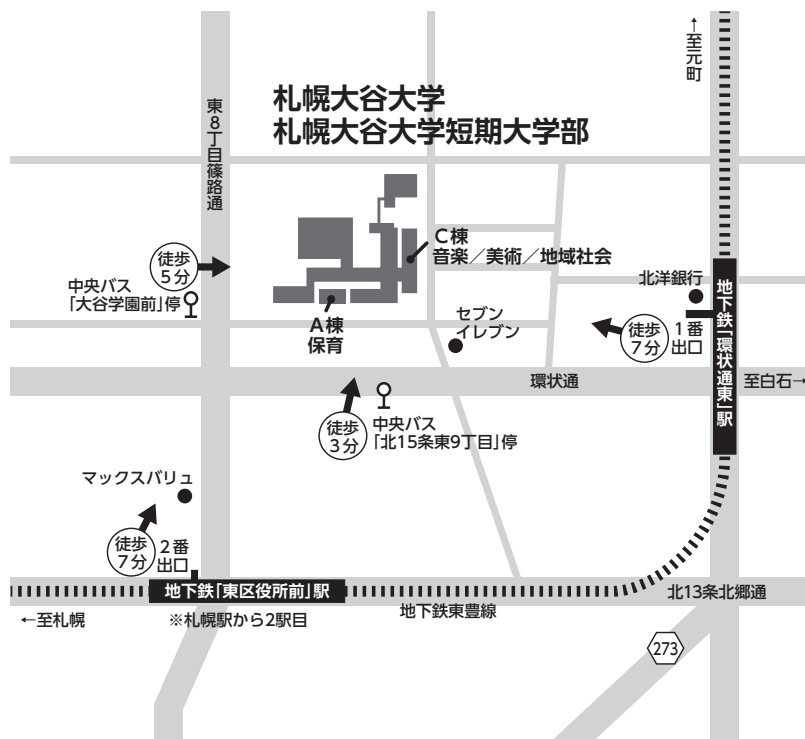 ↑至元町
札幌大谷大学
札幌大谷大学短期大学部
東8丁目篠路通
C棟
音楽／美術／地域社会
徒歩
5分
中央バス
「大谷学園前」停
A棟
保育
セブン
イレブン
北洋銀行
1番
出口
徒歩
7分
地下鉄「環状通東」駅
環状通
至白石→
徒歩
3分
中央バス
「北15条東9丁目」停
マックスバリュ
徒歩
7分
2番
出口
地下鉄「東区役所前」駅
北13条北郷通
←至札幌
※札幌駅から2駅目
地下鉄東豊線
273